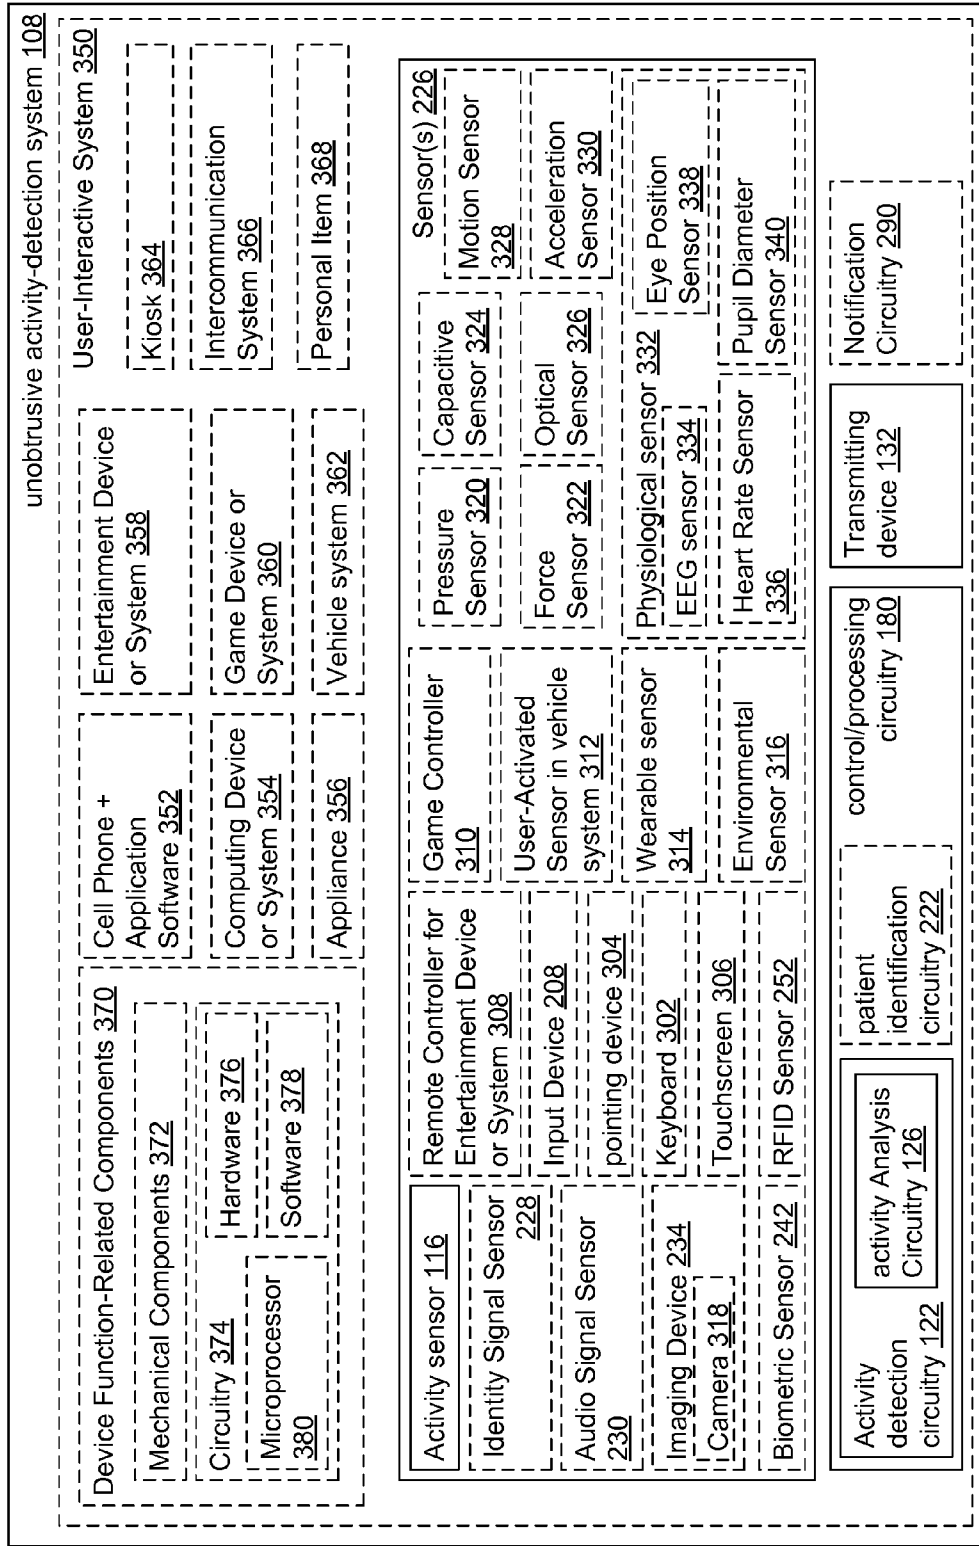 unobtrusive activity-detection system 108
User-Interactive System 350
Device Function-Related Components 370
Mechanical Components 372
Circuitry 374
Hardware 376
Software 378
Microprocessor
380
Cell Phone +
Application
Software 352
Computing Device
or System 354
Appliance 356
Entertainment Device
or System 358
Game Device or
System 360
Vehicle system 362
Kiosk 364
Intercommunication
System 366
Personal Item 368
Sensor(s) 226
Activity sensor 116
Identity Signal Sensor
228
Audio Signal Sensor
230
Imaging Device 234
Camera 318
Biometric Sensor 242
Remote Controller for
Entertainment Device
or System 308
Input Device 208
pointing device 304
Keyboard 302
Touchscreen 306
RFID Sensor 252
Game Controller
310
User-Activated
Sensor in vehicle
system 312
Wearable sensor
314
Environmental
Sensor 316
Pressure
Sensor 320
Capacitive
Sensor 324
Motion Sensor
328
Force
Sensor 322
Optical
Sensor 326
Acceleration
Sensor 330
Physiological sensor 332
EEG sensor 334
Eye Position
Sensor 338
Heart Rate Sensor
336
Pupil Diameter
Sensor 340
Activity
detection
circuitry 122
activity Analysis
Circuitry 126
patient
identification
circuitry 222
control/processing
circuitry 180
Transmitting
device 132
Notification
Circuitry 290